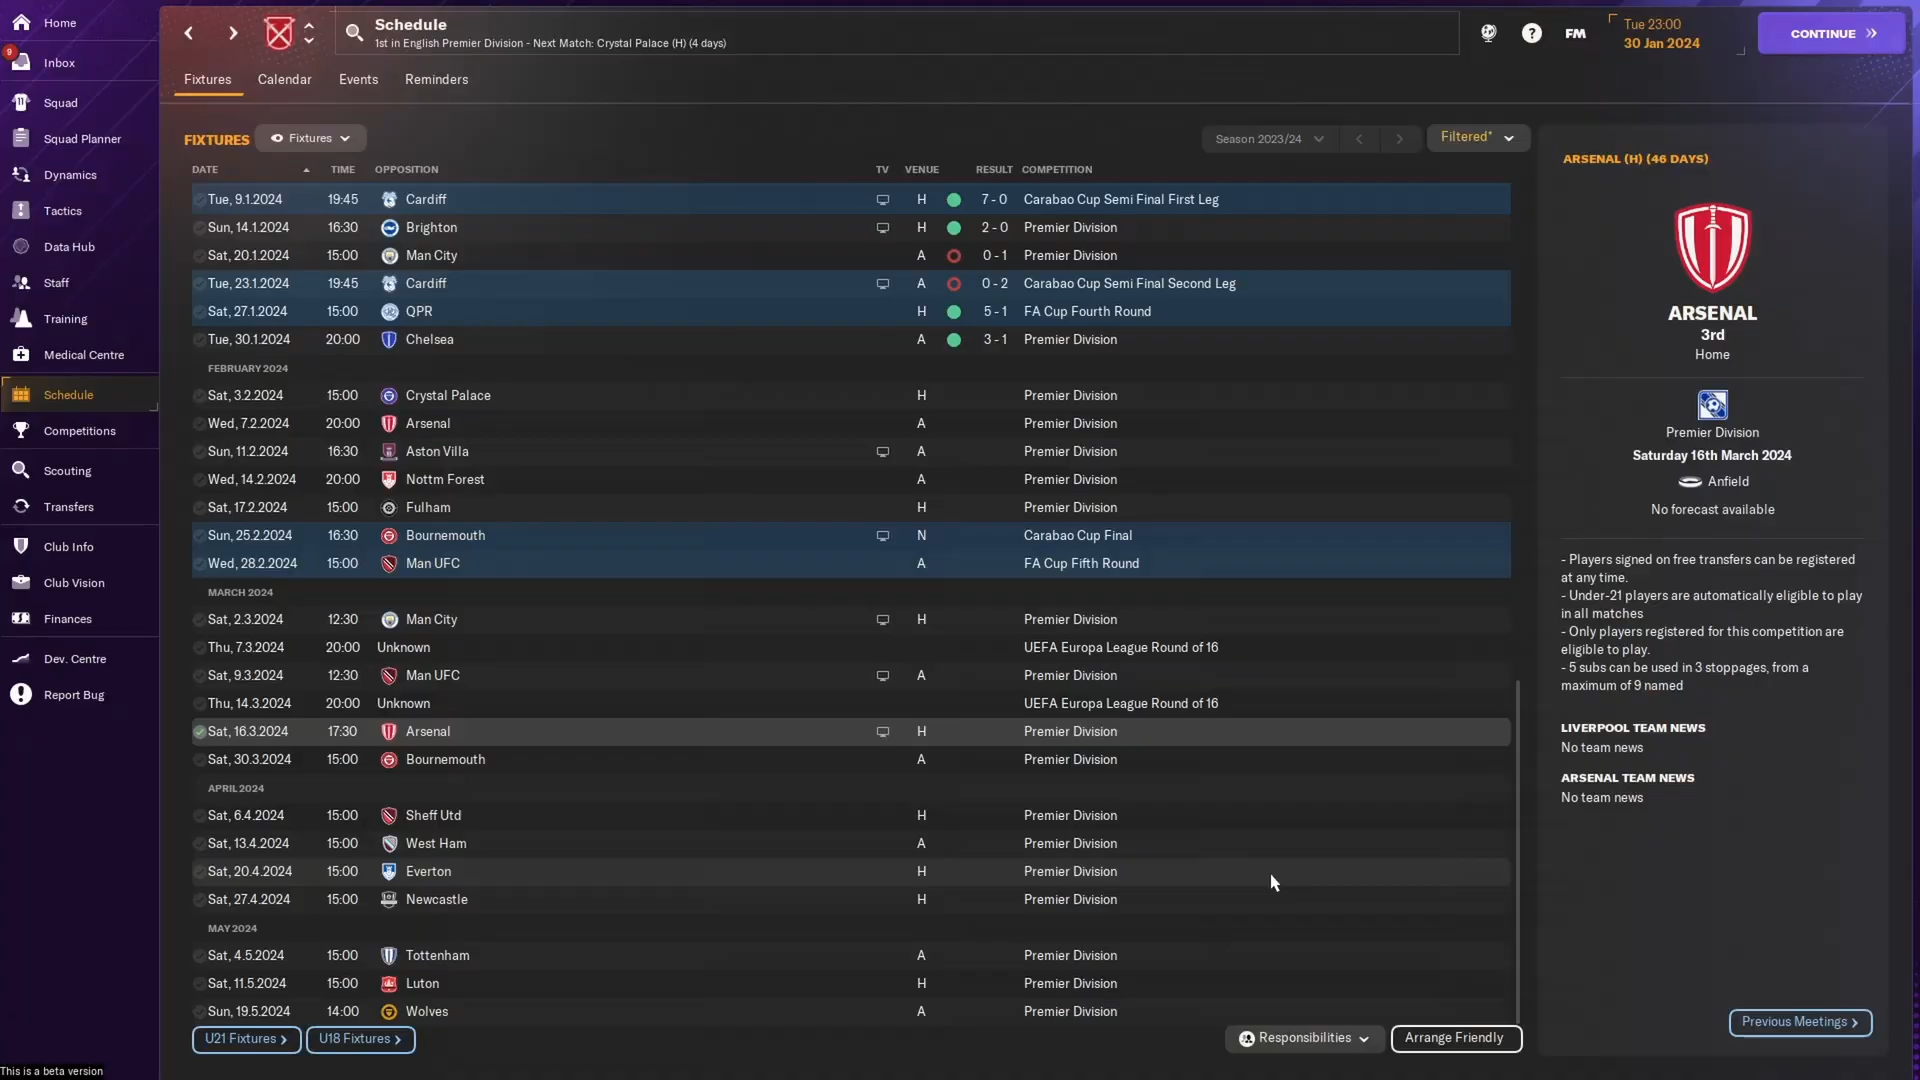 Home
9
Inbox
Squad
Squad Planner
Dynamics
Tactics
Data Hub
Staff
Training
Medical Centre
Schedule
Competitions
Scouting
Transfers
Club Info
Club Vision
Finances
Dev. Centre
Report Bug
This is a beta version
Schedule
1st in English Premier Division - Next Match: Crystal Palace (H) (4 days)
?
FM
Tue 23:00
30 Jan 2024
CONTINUE
Fixtures Calendar Events Reminders
FIXTURES Fixtures Season 2023/24 Filtered*
DATE TIME OPPOSITION TV VENUE RESULT COMPETITION
Tue, 9.1.2024 19:45 Cardiff H 7 - 0 Carabao Cup Semi Final First Leg
Sun, 14.1.2024 16:30 Brighton H 2 - 0 Premier Division
Sat, 20.1.2024 15:00 Man City A 0 - 1 Premier Division
Tue, 23.1.2024 19:45 Cardiff A 0 - 2 Carabao Cup Semi Final Second Leg
Sat, 27.1.2024 15:00 QPR H 5 - 1 FA Cup Fourth Round
Tue, 30.1.2024 20:00 Chelsea A 3 - 1 Premier Division
FEBRUARY 2024
Sat, 3.2.2024 15:00 Crystal Palace H Premier Division
Wed, 7.2.2024 20:00 Arsenal A Premier Division
Sun, 11.2.2024 16:30 Aston Villa A Premier Division
Wed, 14.2.2024 20:00 Nottm Forest A Premier Division
Sat, 17.2.2024 15:00 Fulham H Premier Division
Sun, 25.2.2024 16:30 Bournemouth N Carabao Cup Final
Wed, 28.2.2024 15:00 Man UFC A FA Cup Fifth Round
MARCH 2024
Sat, 2.3.2024 12:30 Man City H Premier Division
Thu, 7.3.2024 20:00 Unknown UEFA Europa League Round of 16
Sat, 9.3.2024 12:30 Man UFC A Premier Division
Thu, 14.3.2024 20:00 Unknown UEFA Europa League Round of 16
Sat, 16.3.2024 17:30 Arsenal H Premier Division
Sat, 30.3.2024 15:00 Bournemouth A Premier Division
APRIL 2024
Sat, 6.4.2024 15:00 Sheff Utd H Premier Division
Sat, 13.4.2024 15:00 West Ham A Premier Division
Sat, 20.4.2024 15:00 Everton H Premier Division
Sat, 27.4.2024 15:00 Newcastle H Premier Division
MAY 2024
Sat, 4.5.2024 15:00 Tottenham A Premier Division
Sat, 11.5.2024 15:00 Luton H Premier Division
Sun, 19.5.2024 14:00 Wolves A Premier Division
U21 Fixtures U18 Fixtures Responsibilities Arrange Friendly
ARSENAL (H) (46 DAYS)
ARSENAL
3rd
Home
Premier Division
Saturday 16th March 2024
Anfield
No forecast available
- Players signed on free transfers can be registered
at any time.
- Under-21 players are automatically eligible to play
in all matches
- Only players registered for this competition are
eligible to play.
- 5 subs can be used in 3 stoppages, from a
maximum of 9 named
LIVERPOOL TEAM NEWS
No team news
ARSENAL TEAM NEWS
No team news
Previous Meetings